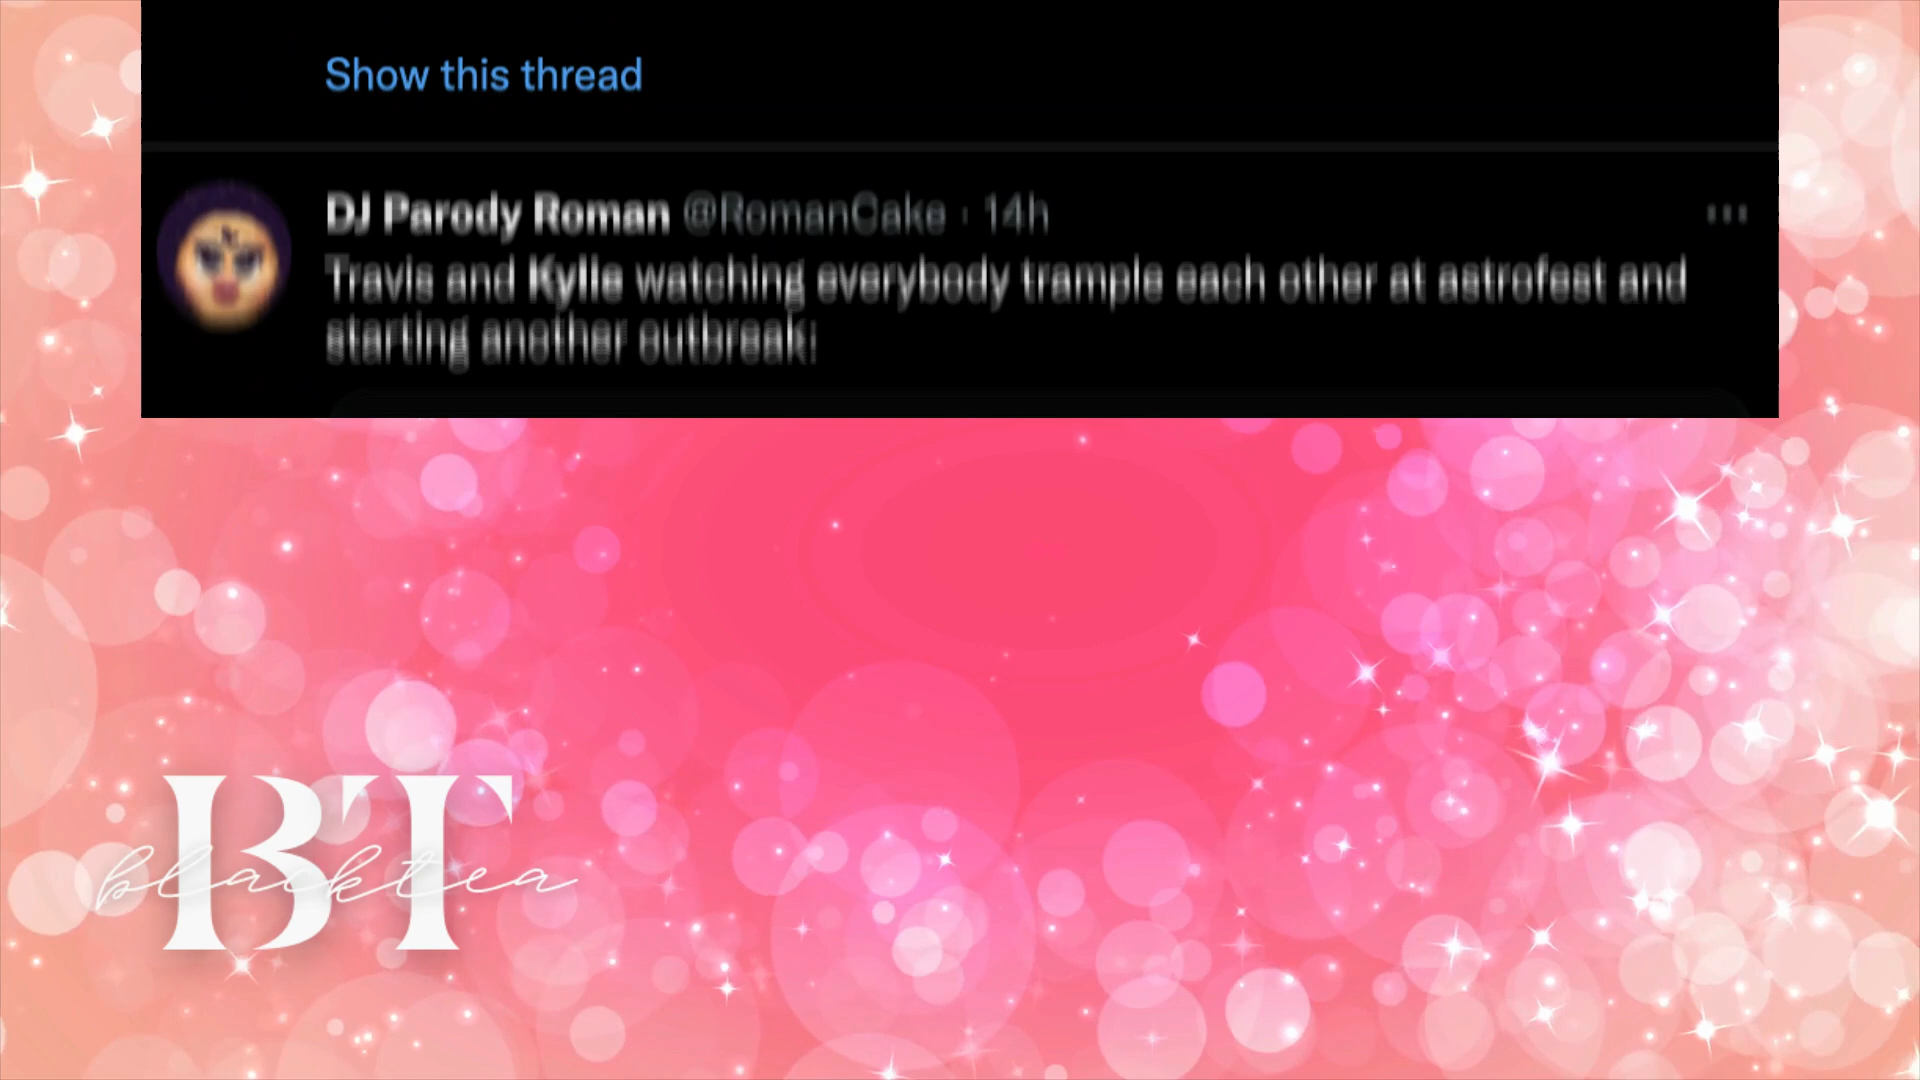 Show this thread
DJ Parody Roman @RomanCake · 14h
Travis and Kylie watching everybody trample each other at astrofest and
starting another outbreak:
BT
blacktea